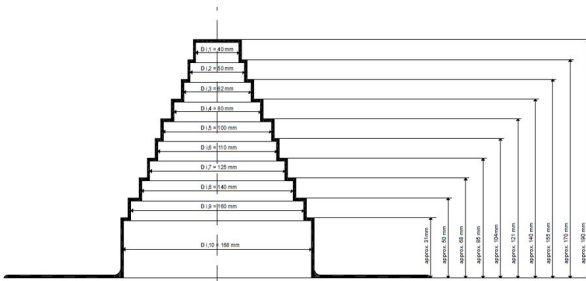 D i,1 = 40 mm
D i,2 = 50 mm
D i,3 = 62 mm
D i,4 = 80 mm
D i,5 = 100 mm
D i,6 = 110 mm
D i,7 = 125 mm
D i,8 = 140 mm
D i,9 = 160 mm
D i,10 = 168 mm
approx. 31mm
approx. 50 mm
approx. 68 mm
approx. 85 mm
approx. 104mm
approx. 121 mm
approx. 140 mm
approx. 155 mm
approx. 170 mm
approx. 190 mm